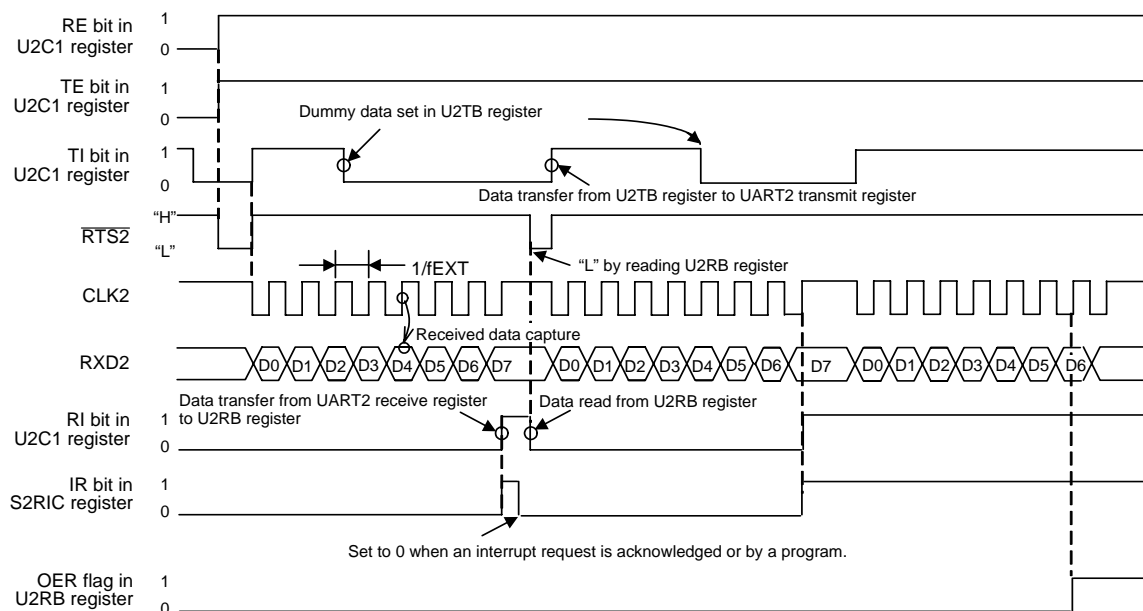 RE bit in
U2C1 register
1
0
TE bit in
U2C1 register
1
0
Dummy data set in U2TB register
TI bit in
U2C1 register
1
0
Data transfer from U2TB register to UART2 transmit register
"H"
RTS2
"L"
1/fEXT
"L" by reading U2RB register
CLK2
Received data capture
RXD2
D0 D1 D2 D3 D4 D5 D6 D7 D0 D1 D2 D3 D4 D5 D6 D7 D0 D1 D2 D3 D4 D5 D6
Data transfer from UART2 receive register
to U2RB register
Data read from U2RB register
RI bit in
U2C1 register
1
0
IR bit in
S2RIC register
1
0
Set to 0 when an interrupt request is acknowledged or by a program.
OER flag in
U2RB register
1
0